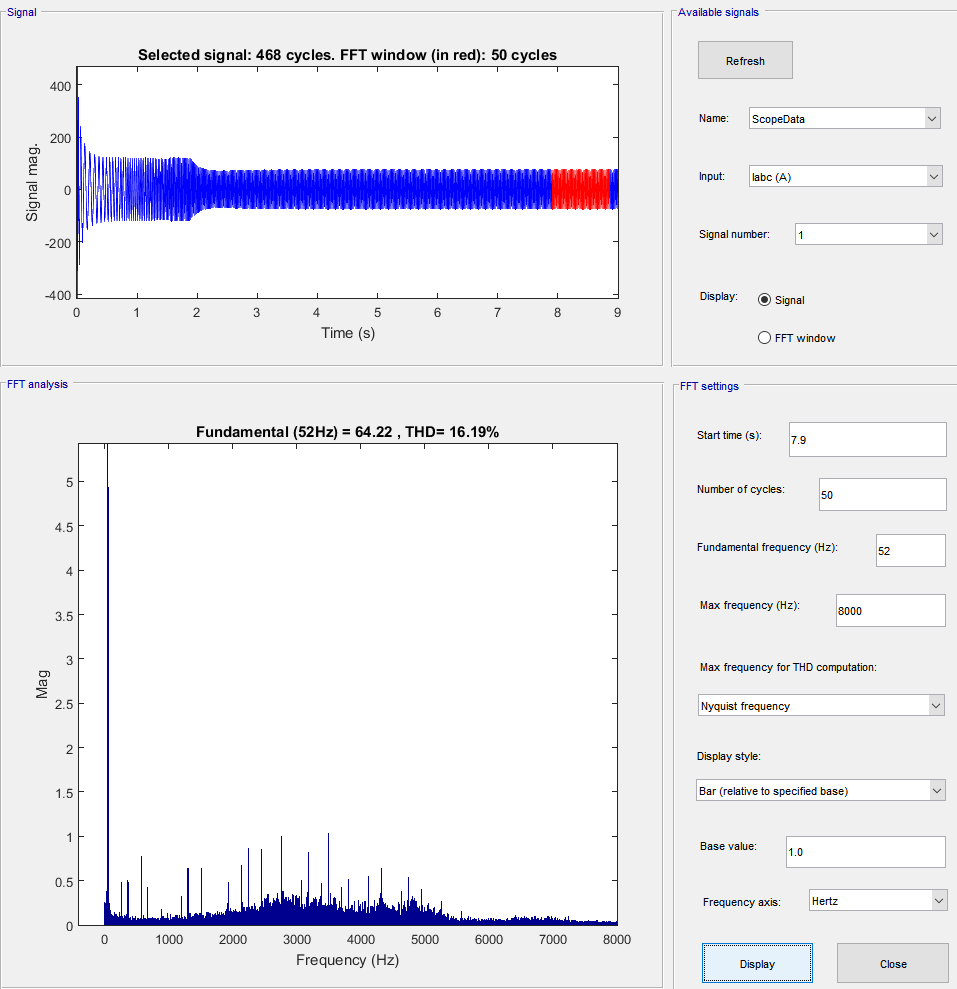 Signal
Selected signal: 468 cycles. FFT window (in red): 50 cycles
400
200
0
-200
-400
Signal mag.
0 1 2 3 4 5 6 7 8 9
Time (s)
Available signals
Refresh
Name: ScopeData
Input: Iabc (A)
Signal number: 1
Display: Signal
FFT window
FFT analysis
Fundamental (52Hz) = 64.22 , THD= 16.19%
5
4.5
4
3.5
3
2.5
2
1.5
1
0.5
0
Mag
0 1000 2000 3000 4000 5000 6000 7000 8000
Frequency (Hz)
FFT settings
Start time (s): 7.9
Number of cycles: 50
Fundamental frequency (Hz): 52
Max frequency (Hz): 8000
Max frequency for THD computation:
Nyquist frequency
Display style:
Bar (relative to specified base)
Base value: 1.0
Frequency axis: Hertz
Display Close